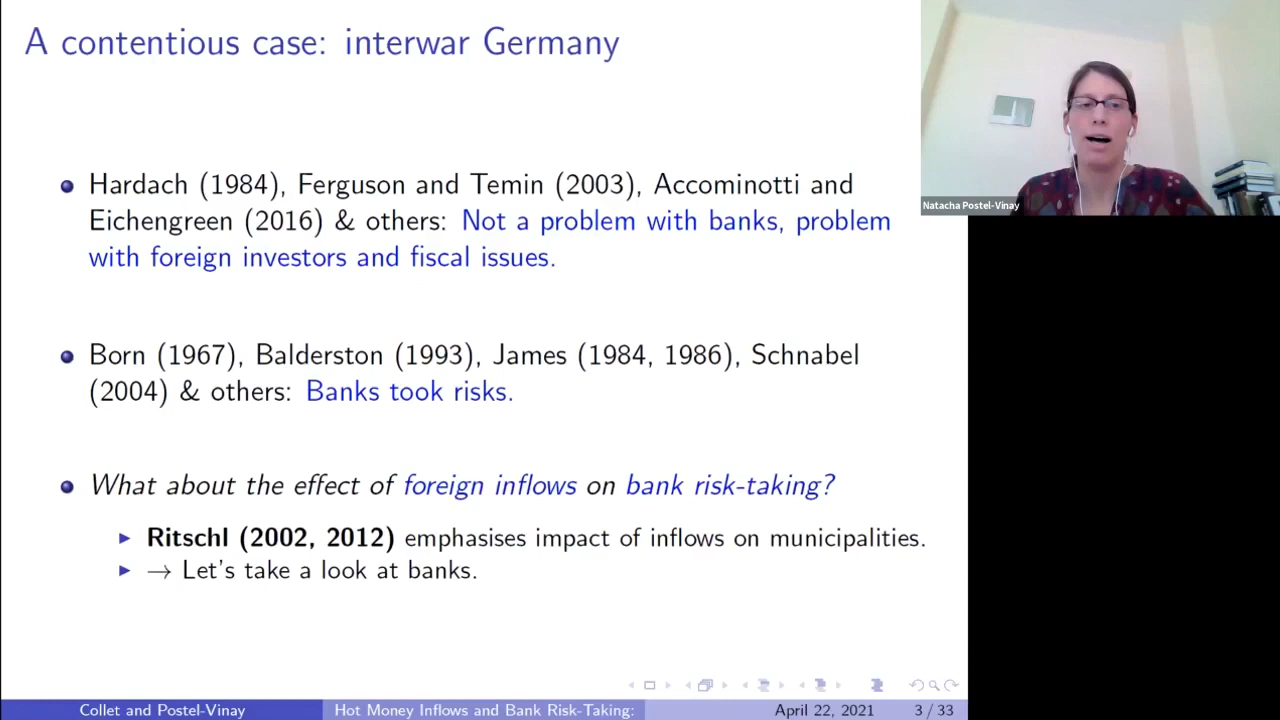 A contentious case: interwar Germany
Hardach (1984), Ferguson and Temin (2003), Accominotti and
Eichengreen (2016) & others: Not a problem with banks, problem
with foreign investors and fiscal issues.
Born (1967), Balderston (1993), James (1984, 1986), Schnabel
(2004) & others: Banks took risks.
What about the effect of foreign inflows on bank risk-taking?
Ritschl (2002, 2012) emphasises impact of inflows on municipalities.
→ Let's take a look at banks.
Natacha Postel-Vinay
Collet and Postel-Vinay
Hot Money Inflows and Bank Risk-Taking:
April 22, 2021
3 / 33